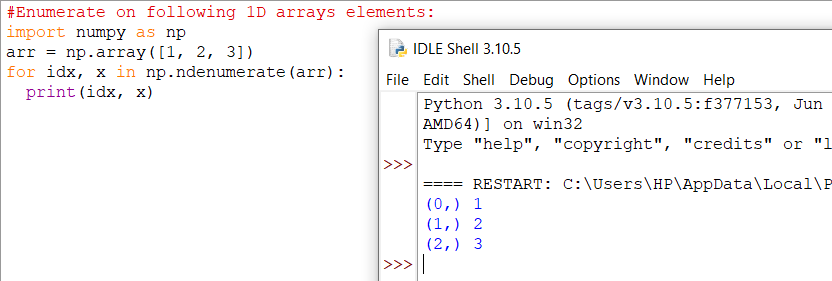 #Enumerate on following 1D arrays elements:
import numpy as np
arr = np.array([1, 2, 3])
for idx, x in np.ndenumerate(arr):
  print(idx, x)
IDLE Shell 3.10.5
File Edit Shell Debug Options Window Help
Python 3.10.5 (tags/v3.10.5:f377153, Jun
AMD64)] on win32
Type "help", "copyright", "credits" or "l
>>>
==== RESTART: C:\Users\HP\AppData\Local\P
(0,) 1
(1,) 2
(2,) 3
>>>